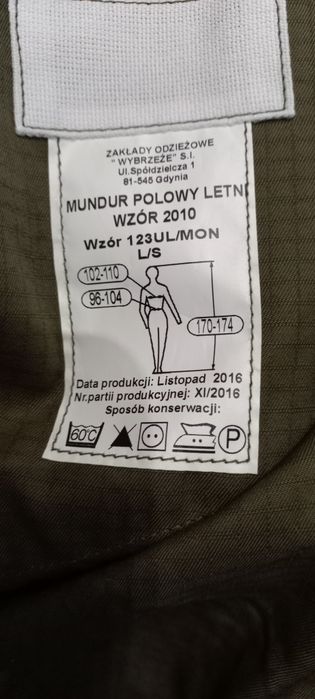 ZAKŁADY ODZIEŻOWE
"WYBRZEŻE" S.I.
Ul.Spółdzielcza 1
81-545 Gdynia
MUNDUR POLOWY LETNI
WZÓR 2010
Wzór 123UL/MON
L/S
102-110
96-104
170-174
Data produkcji: Listopad 2016
Nr.partii produkcyjnej: XI/2016
Sposób konserwacji:
60°C P